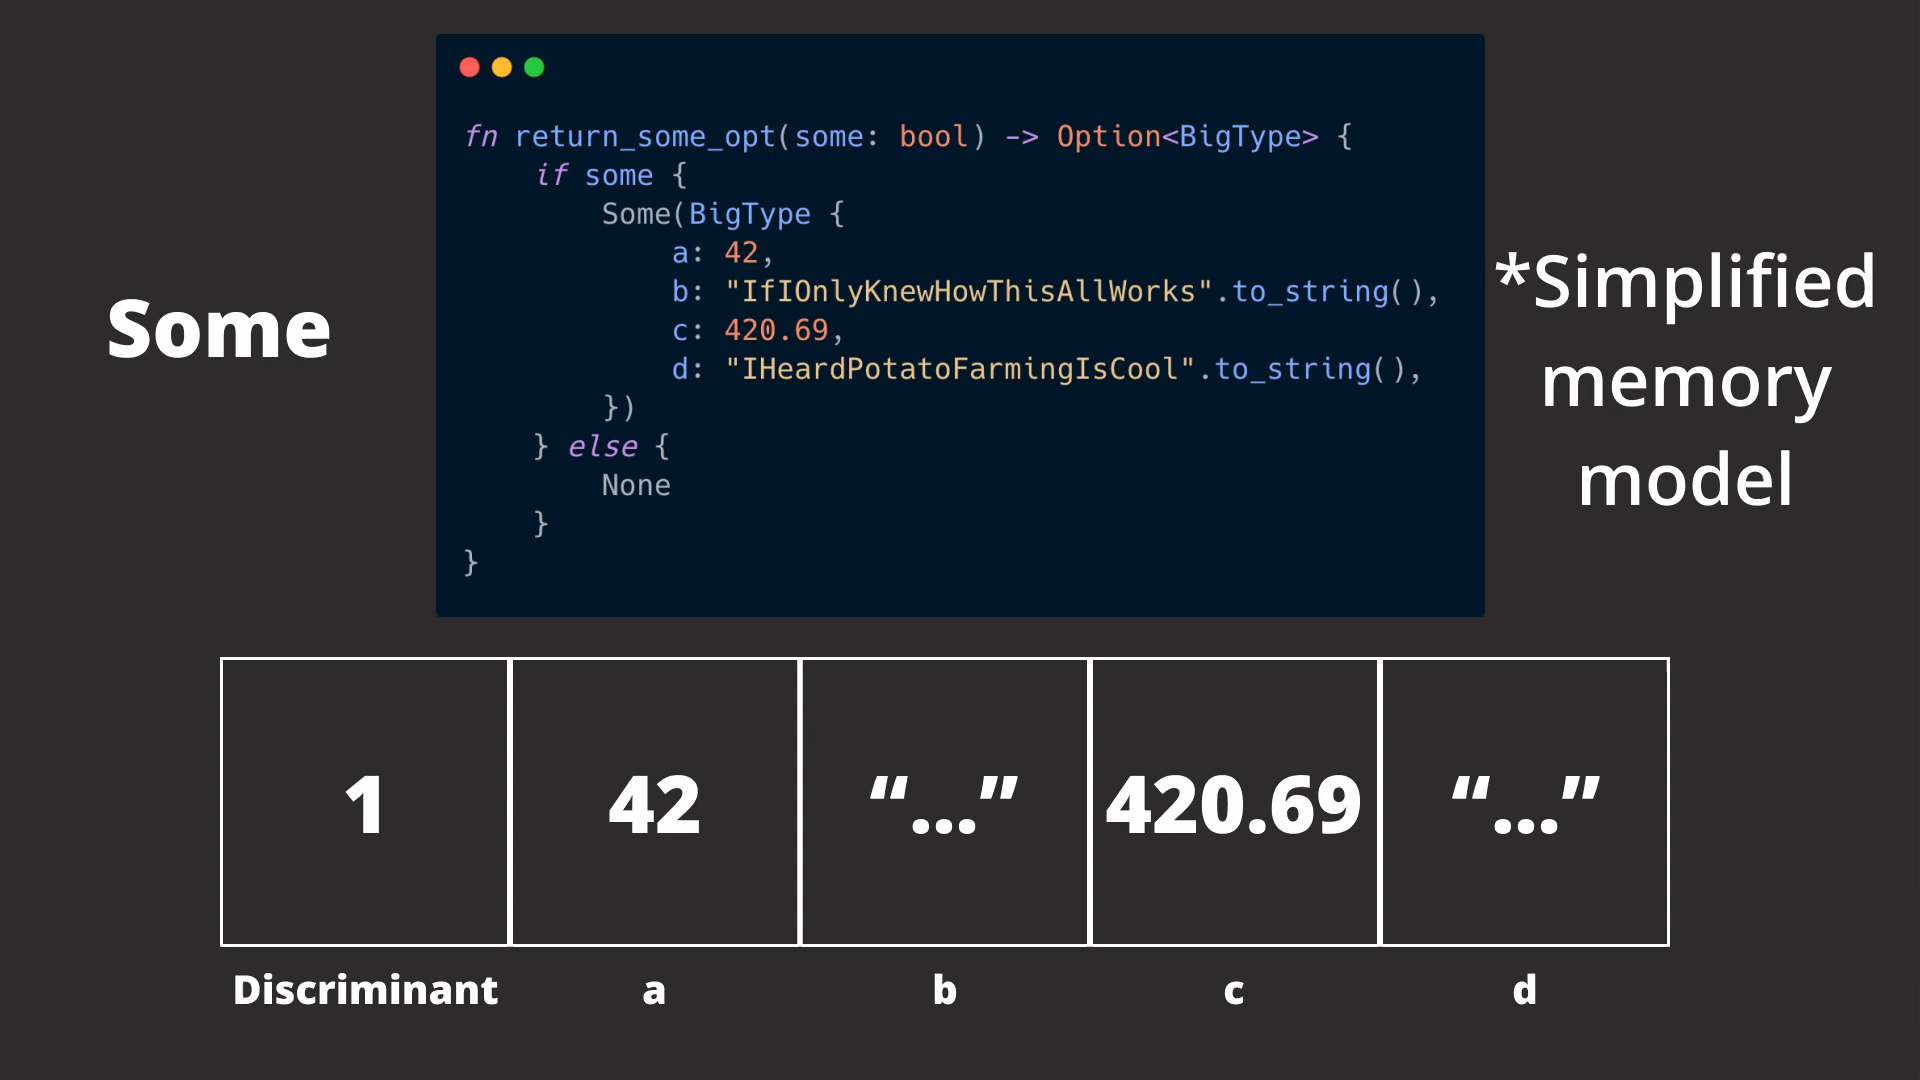 fn return_some_opt(some: bool) -> Option<BigType> {
if some {
Some(BigType {
a: 42,
b: "IfIOnlyKnewHowThisAllWorks".to_string(),
c: 420.69,
d: "IHeardPotatoFarmingIsCool".to_string(),
})
} else {
None
}
}
Some
*Simplified
memory
model
1
42
“...”
420.69
“...”
Discriminant
a
b
c
d